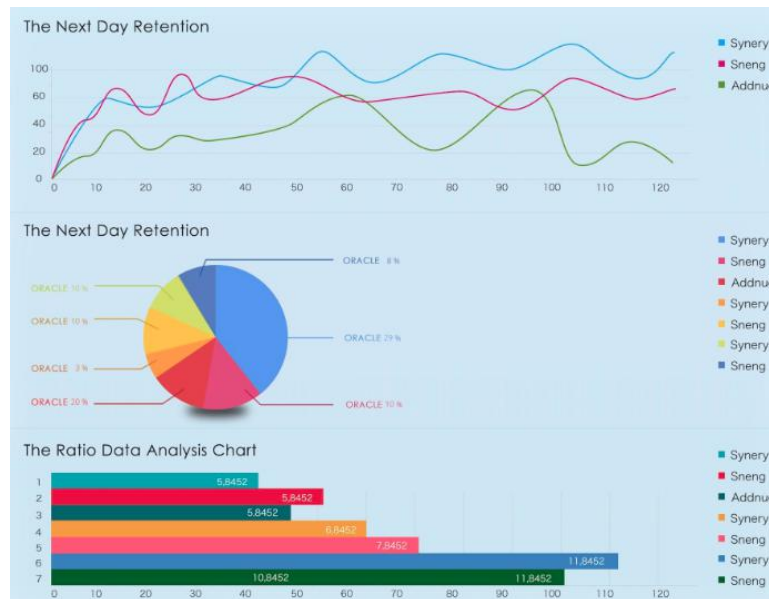 The Next Day Retention
Synery
Sneng
100
60
40
20
0
0 10 20 30 40 50 60 70 80 90 100 110 120
The Next Day Retention
Synery
Sneng
Synery
Sneng
Synery
Sneng
ORACLE 8 %
ORACLE 10 %
ORACLE 10 %
ORACLE 29 %
ORACLE 3 %
ORACLE 20 %
ORACLE 10 %
The Ratio Data Analysis Chart
Synery
Sneng
Synery
Sneng
Synery
Sneng
1 5,8452
2 5,8452
3 5,8452
4 6,8452
5 7,8452
6 11,8452
7 10,8452 11,8452
0 10 20 30 40 50 60 70 80 90 100 110 120